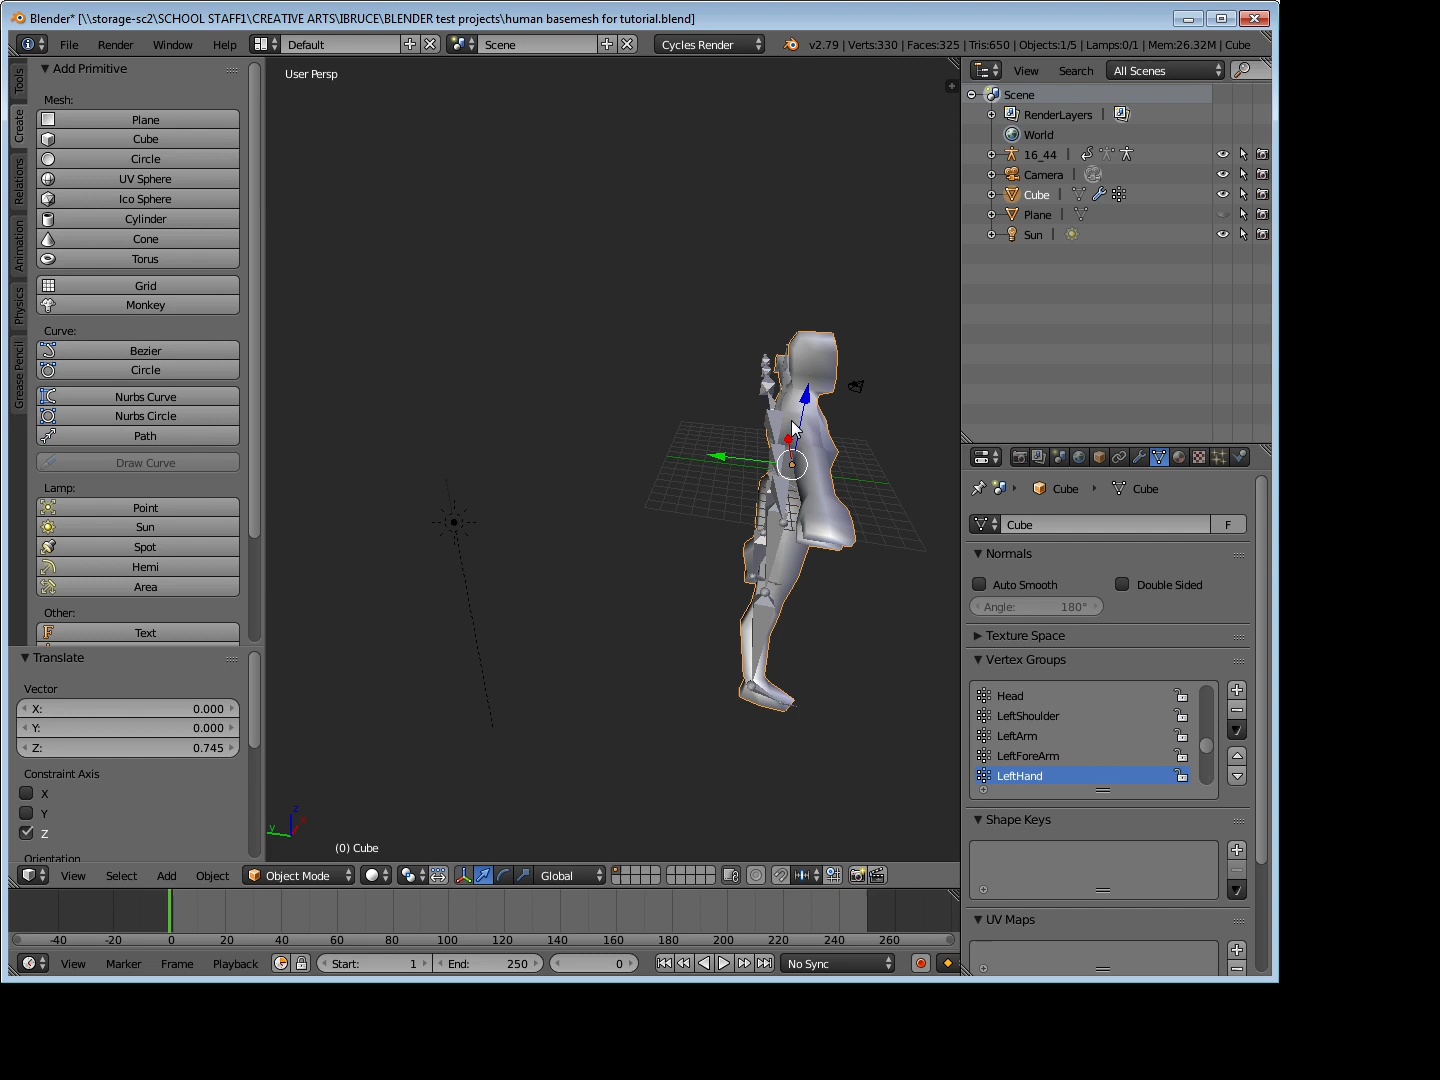 Blender* [\\storage-sc2\SCHOOL STAFF1\CREATIVE ARTS\IBRUCE\BLENDER test projects\human basemesh for tutorial.blend]
File Render Window Help Default Scene Cycles Render v2.79 | Verts:330 | Faces:325 | Tris:650 | Objects:1/5 | Lamps:0/1 | Mem:26.32M | Cube
Tools
Create
Relations
Animation
Physics
Grease Pencil
Add Primitive
Mesh:
Plane
Cube
Circle
UV Sphere
Ico Sphere
Cylinder
Cone
Torus
Grid
Monkey
Curve:
Bezier
Circle
Nurbs Curve
Nurbs Circle
Path
Draw Curve
Lamp:
Point
Sun
Spot
Hemi
Area
Other:
Text
Translate
Vector
X: 0.000
Y: 0.000
Z: 0.745
Constraint Axis
X
Y
Z
Orientation
User Persp
z
y
x
(0) Cube
View Select Add Object Object Mode Global
-40 -20 0 20 40 60 80 100 120 140 160 180 200 220 240 260
View Marker Frame Playback Start: 1 End: 250 0 No Sync
View Search All Scenes
Scene
RenderLayers
World
16_44
Camera
Cube
Plane
Sun
Cube Cube
Cube F
Normals
Auto Smooth Double Sided
Angle: 180°
Texture Space
Vertex Groups
Head
LeftShoulder
LeftArm
LeftForeArm
LeftHand
Shape Keys
UV Maps